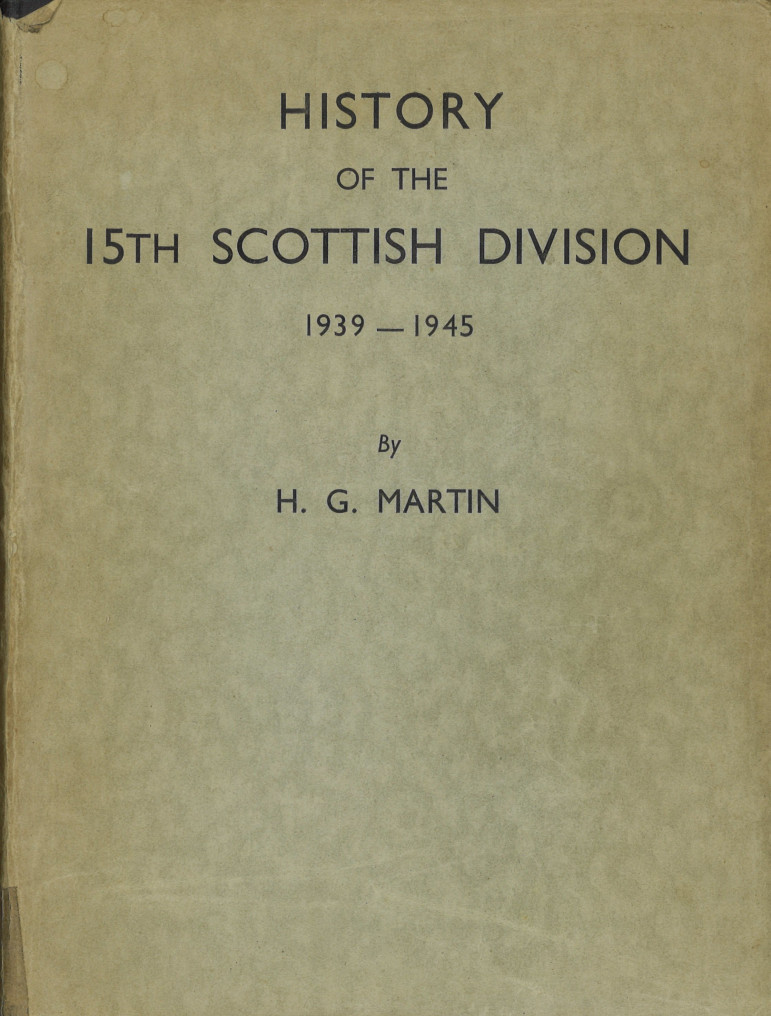 HISTORY
OF THE
15TH SCOTTISH DIVISION
1939 — 1945
By
H. G. MARTIN